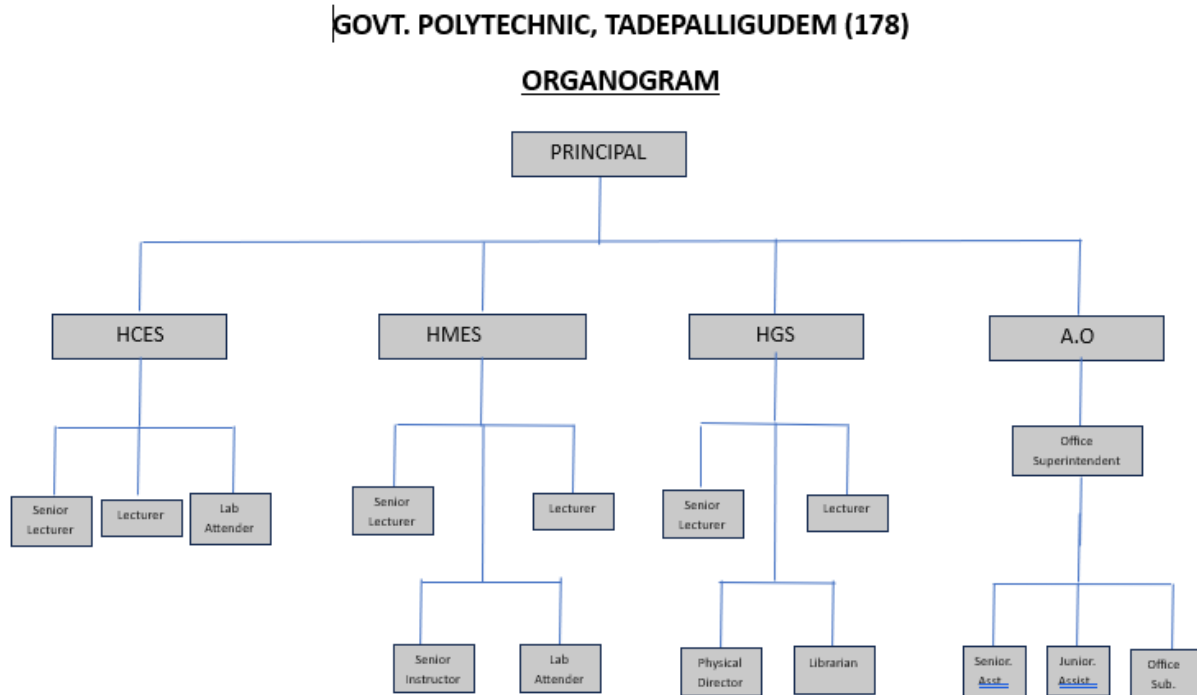 GOVT. POLYTECHNIC, TADEPALLIGUDEM (178)
ORGANOGRAM
PRINCIPAL
HCES
HMES
HGS
A.O
Office
Superintendent
Senior
Lecturer
Lecturer
Lab
Attender
Senior
Lecturer
Lecturer
Senior
Lecturer
Lecturer
Senior
Instructor
Lab
Attender
Physical
Director
Librarian
Senior.
Asst.
Junior.
Assist.
Office
Sub.